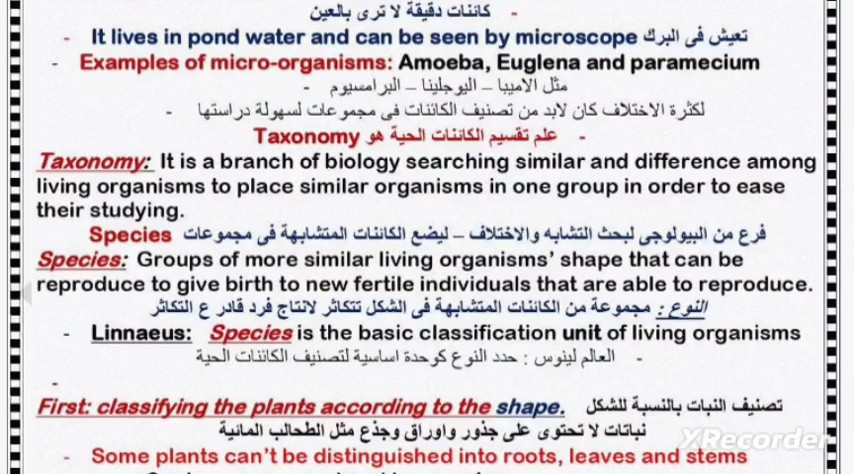 - كائنات دقيقة لا ترى بالعين
- It lives in pond water and can be seen by microscope تعيش فى البرك
- Examples of micro-organisms: Amoeba, Euglena and paramecium
مثل الاميبا – اليوجلينا – البرامسيوم -
لكثرة الاختلاف كان لابد من تصنيف الكائنات فى مجموعات لسهولة دراستها -
- علم تقسيم الكائنات الحية هو Taxonomy
Taxonomy: It is a branch of biology searching similar and difference among
living organisms to place similar organisms in one group in order to ease
their studying.
فرع من البيولوجى لبحث التشابه والاختلاف – ليضع الكائنات المتشابهة فى مجموعات Species
Species: Groups of more similar living organisms' shape that can be
reproduce to give birth to new fertile individuals that are able to reproduce.
النوع : مجموعة من الكائنات المتشابهة فى الشكل تتكاثر لانتاج فرد قادر ع التكاثر
- Linnaeus: Species is the basic classification unit of living organisms
- العالم لينوس : حدد النوع كوحدة اساسية لتصنيف الكائنات الحية
-
First: classifying the plants according to the shape. تصنيف النبات بالنسبة للشكل
نباتات لا تحتوى على جذور واوراق وجذع مثل الطحالب المائية
XRecorder
- Some plants can't be distinguished into roots, leaves and stems